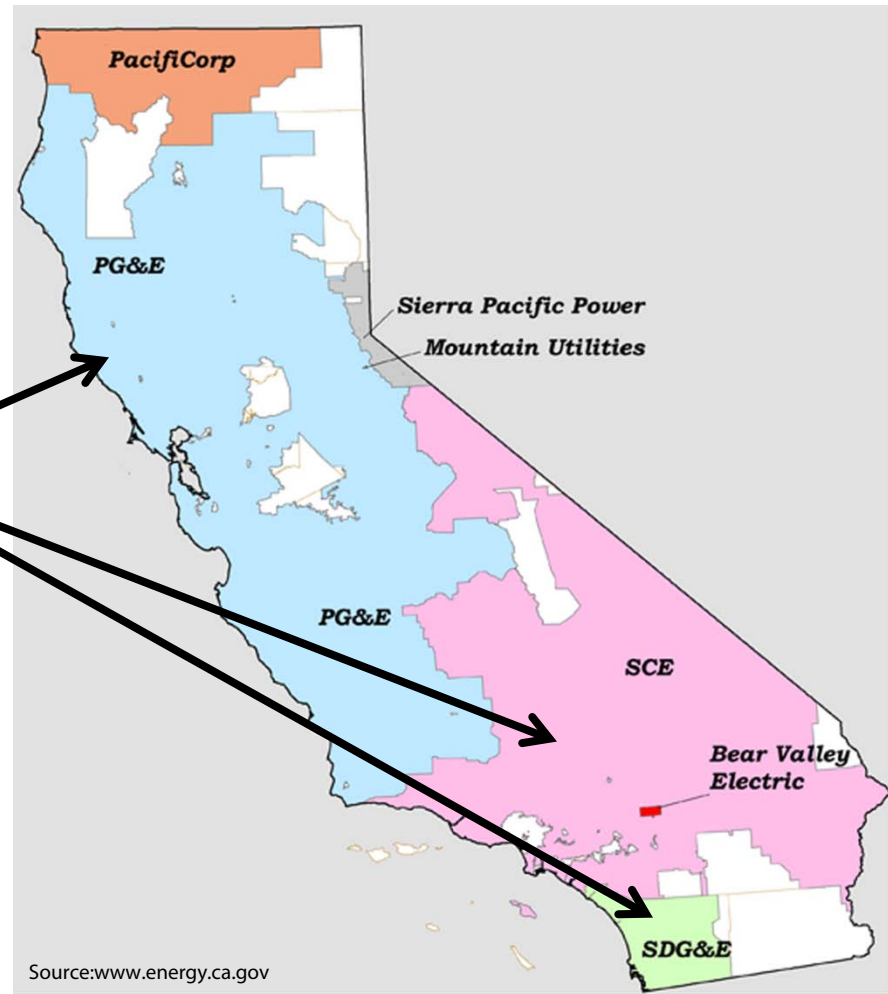 PacifiCorp
PG&E
Sierra Pacific Power
Mountain Utilities
PG&E
SCE
Bear Valley
Electric
SDG&E
Source:www.energy.ca.gov